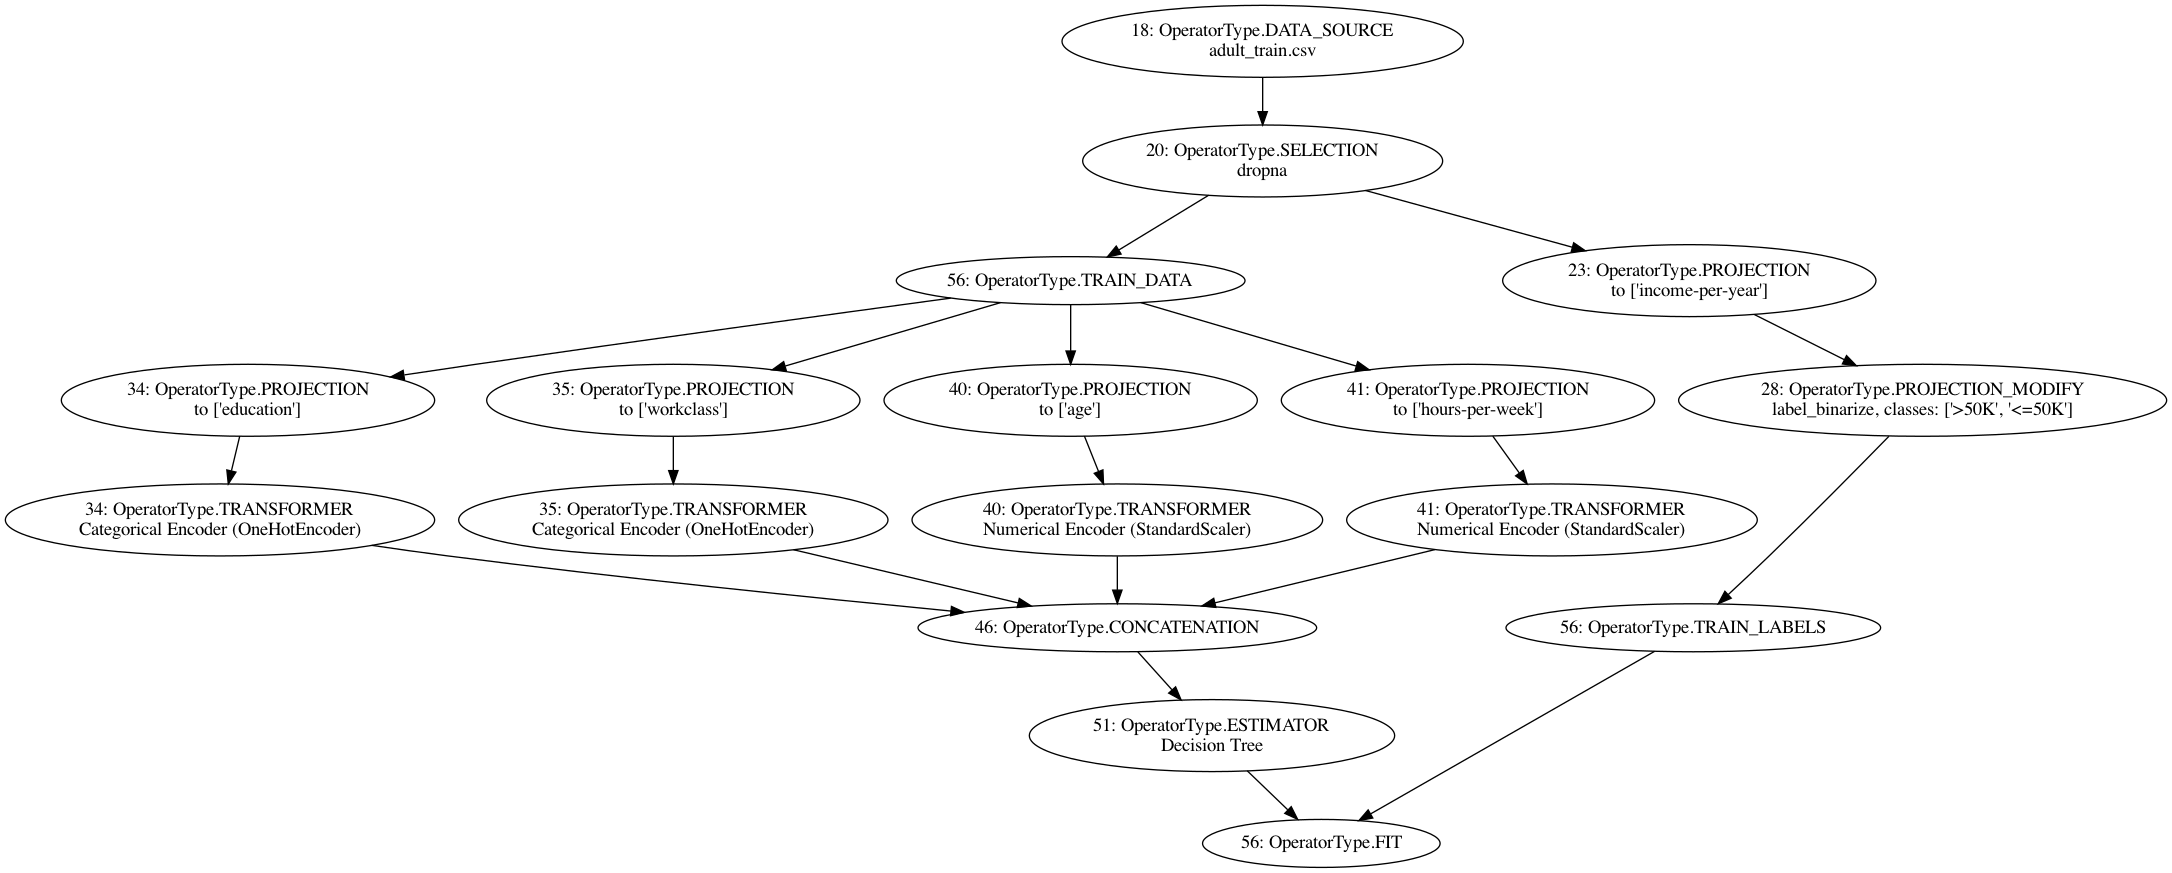 18: OperatorType.DATA_SOURCE
adult_train.csv
20: OperatorType.SELECTION
dropna
56: OperatorType.TRAIN_DATA
23: OperatorType.PROJECTION
to ['income-per-year']
34: OperatorType.PROJECTION
to ['education']
35: OperatorType.PROJECTION
to ['workclass']
40: OperatorType.PROJECTION
to ['age']
41: OperatorType.PROJECTION
to ['hours-per-week']
28: OperatorType.PROJECTION_MODIFY
label_binarize, classes: ['>50K', '<=50K']
34: OperatorType.TRANSFORMER
Categorical Encoder (OneHotEncoder)
35: OperatorType.TRANSFORMER
Categorical Encoder (OneHotEncoder)
40: OperatorType.TRANSFORMER
Numerical Encoder (StandardScaler)
41: OperatorType.TRANSFORMER
Numerical Encoder (StandardScaler)
46: OperatorType.CONCATENATION
56: OperatorType.TRAIN_LABELS
51: OperatorType.ESTIMATOR
Decision Tree
56: OperatorType.FIT